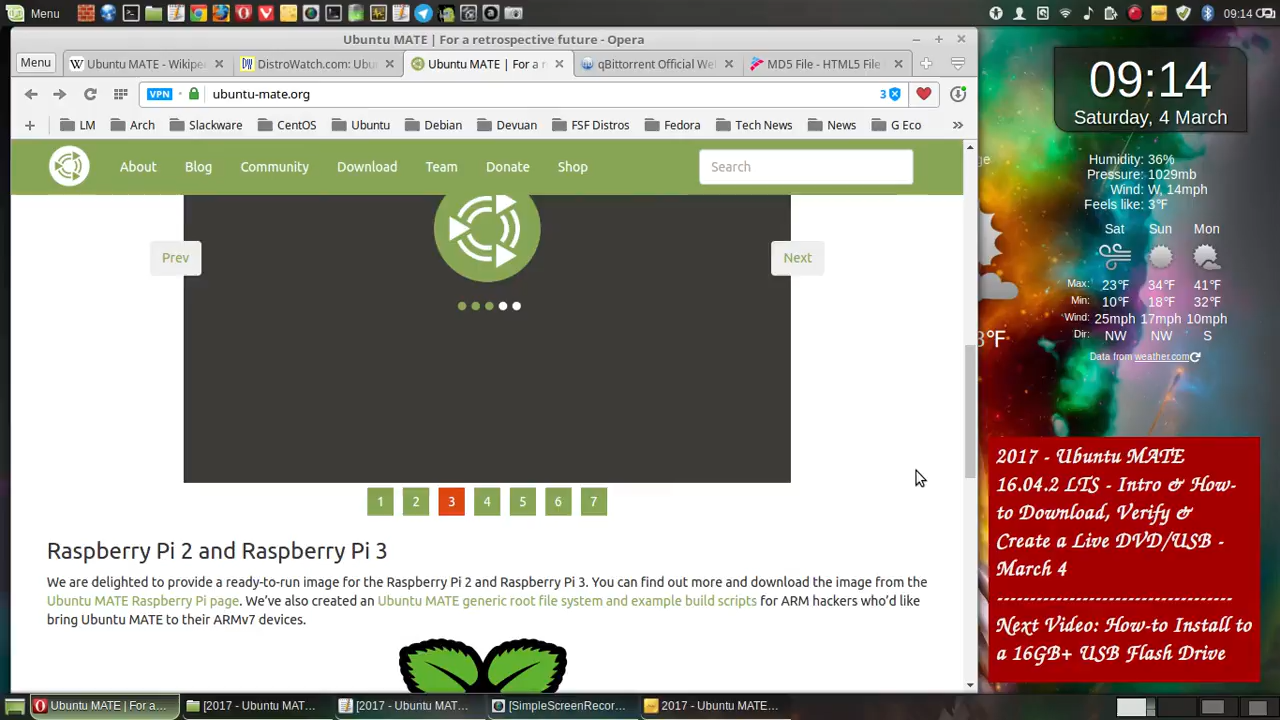 Menu
09:14
Ubuntu MATE | For a retrospective future - Opera
Menu
Ubuntu MATE - Wikipe
DistroWatch.com: Ubu
Ubuntu MATE | For a r
qBittorrent Official We
MD5 File - HTML5 File
VPN
ubuntu-mate.org
3
LM
Arch
Slackware
CentOS
Ubuntu
Debian
Devuan
FSF Distros
Fedora
Tech News
News
G Eco
»
About
Blog
Community
Download
Team
Donate
Shop
Search
Prev
Next
1
2
3
4
5
6
7
Raspberry Pi 2 and Raspberry Pi 3
We are delighted to provide a ready-to-run image for the Raspberry Pi 2 and Raspberry Pi 3. You can find out more and download the image from the
Ubuntu MATE Raspberry Pi page. We've also created an Ubuntu MATE generic root file system and example build scripts for ARM hackers who'd like
bring Ubuntu MATE to their ARMv7 devices.
09:14
Saturday, 4 March
Humidity: 36%
Pressure: 1029mb
Wind: W, 14mph
Feels like: 3°F
Sat Sun Mon
Max: 23°F 34°F 41°F
Min: 10°F 18°F 32°F
Wind: 25mph 17mph 10mph
Dir: NW NW S
Data from weather.com
2017 - Ubuntu MATE
16.04.2 LTS - Intro & How-
to Download, Verify &
Create a Live DVD/USB -
March 4
----------------------------------
Next Video: How-to Install to
a 16GB+ USB Flash Drive
Ubuntu MATE | For a...
[2017 - Ubuntu MAT...
[2017 - Ubuntu MAT...
[SimpleScreenRecor...
2017 - Ubuntu MATE...